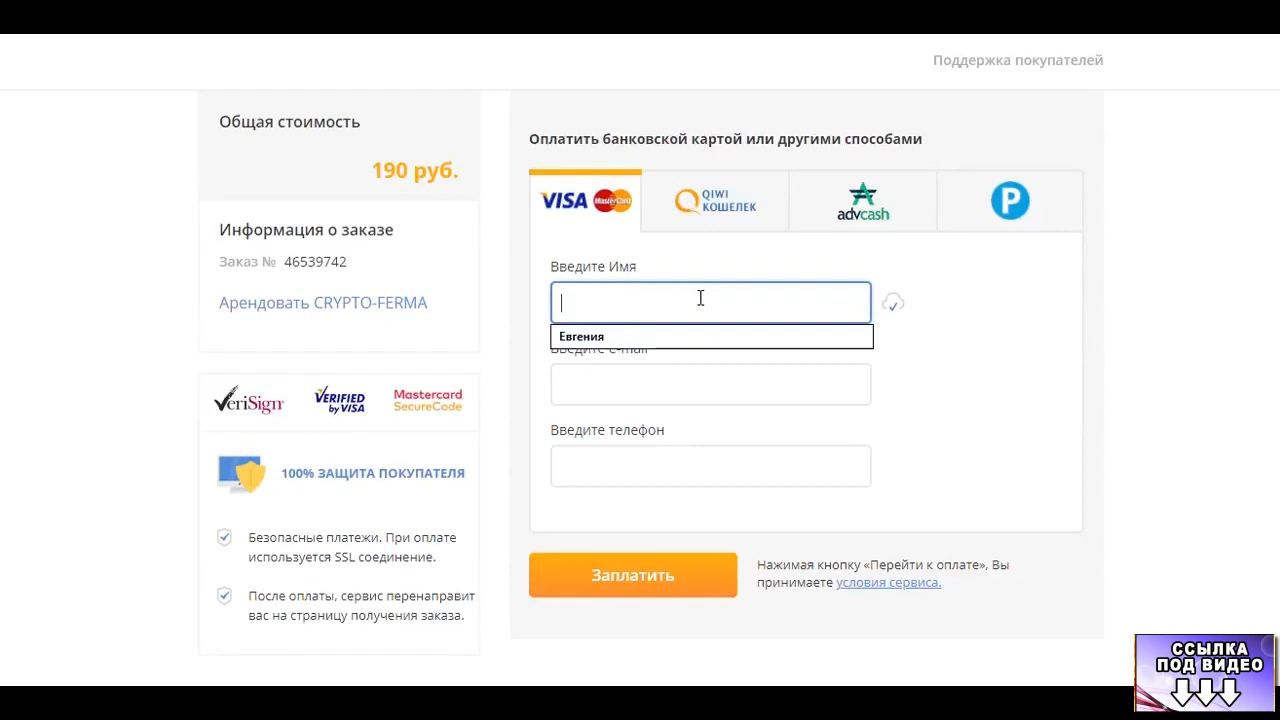 Поддержка покупателей
Общая стоимость
190 руб.
Информация о заказе
Заказ № 46539742
Арендовать CRYPTO-FERMA
VeriSign
VERIFIED
by VISA
Mastercard
SecureCode
100% ЗАЩИТА ПОКУПАТЕЛЯ
Безопасные платежи. При оплате
используется SSL соединение.
После оплаты, сервис перенаправит
вас на страницу получения заказа.
Оплатить банковской картой или другими способами
VISA MasterCard
QIWI
КОШЕЛЕК
advcash
P
Введите Имя
Евгения
Введите e-mail
Введите телефон
Заплатить
Нажимая кнопку «Перейти к оплате», Вы
принимаете условия сервиса.
ССЫЛКА
ПОД ВИДЕО